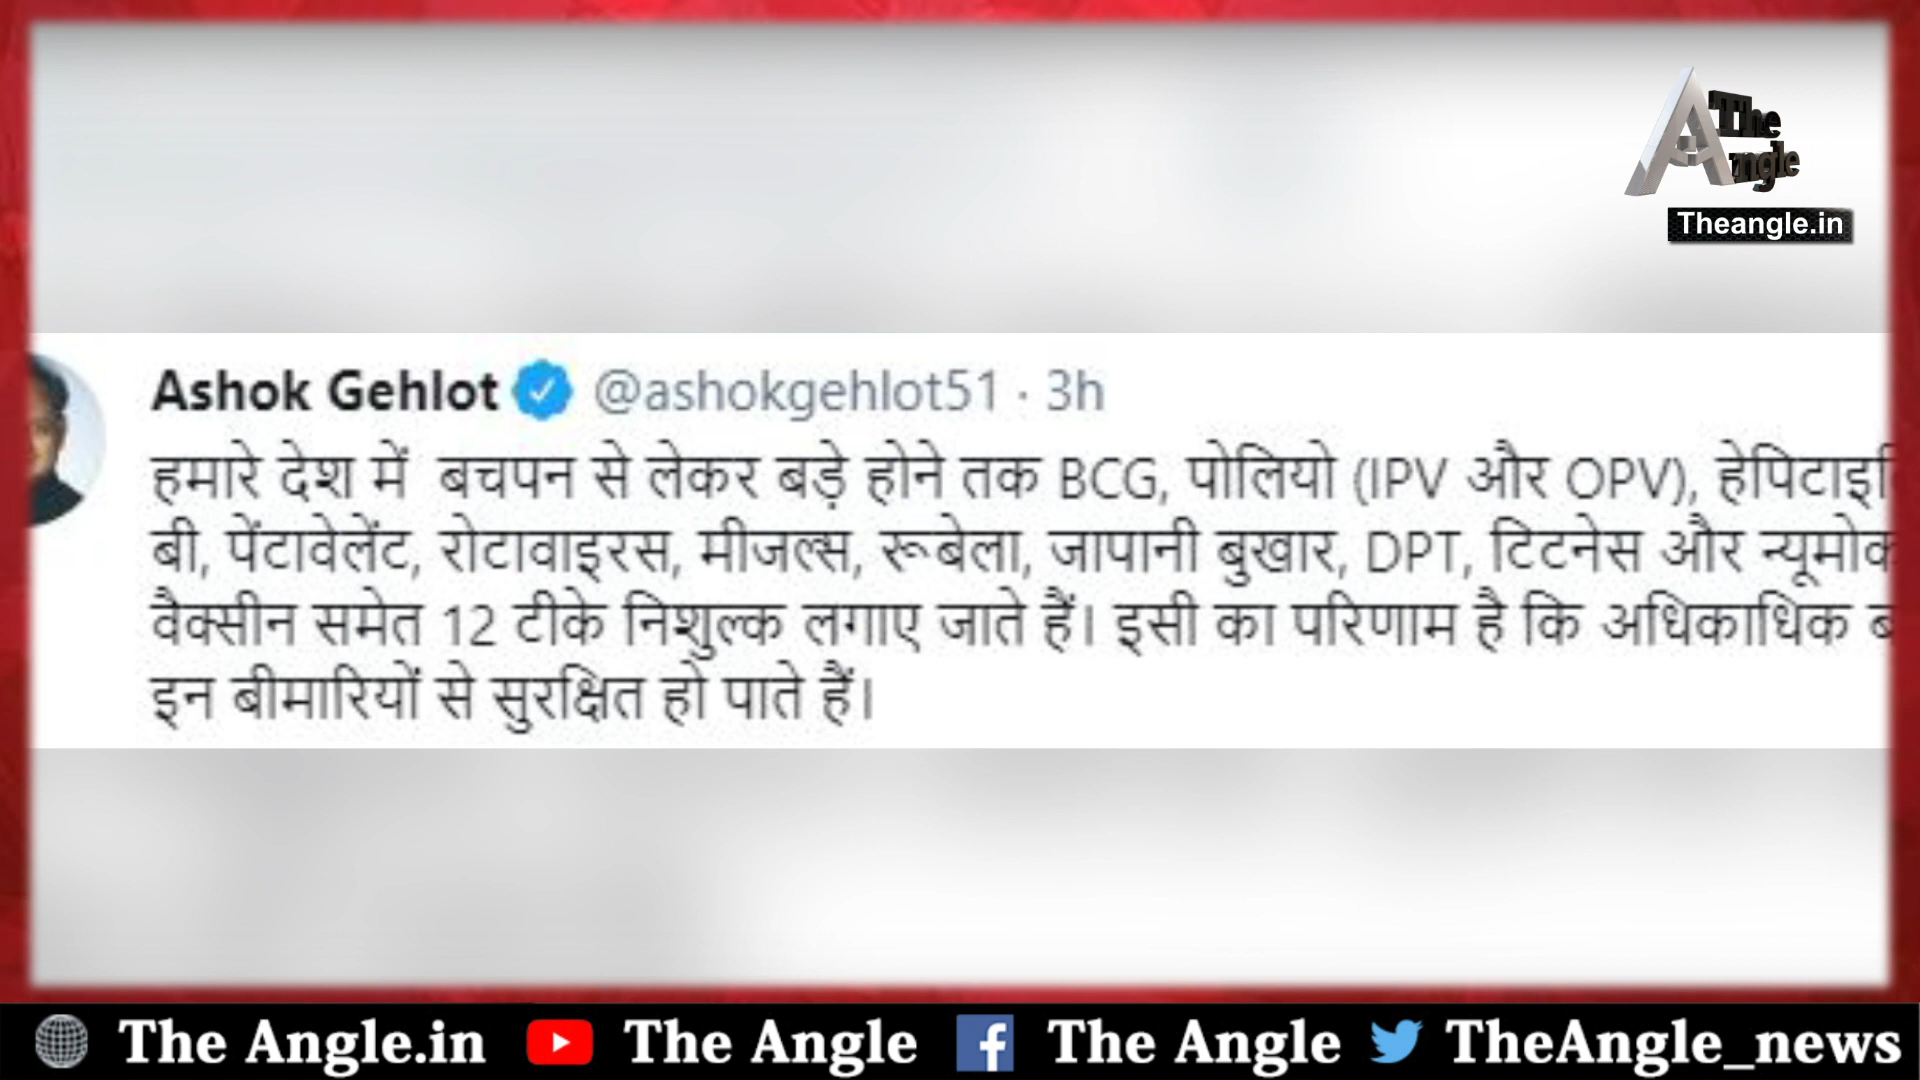 The
Angle
Theangle.in
Ashok Gehlot @ashokgehlot51 · 3h
हमारे देश में बचपन से लेकर बड़े होने तक BCG, पोलियो (IPV और OPV),
बी, पेंटावेलेंट, रोटावाइरस, मीजल्स, रूबेला, जापानी बुखार, DPT, टिटनेस और
वैक्सीन समेत 12 टीके निशुल्क लगाए जाते हैं। इसी का परिणाम है कि अधिकाधिक
इन बीमारियों से सुरक्षित हो पाते हैं।
The Angle.in The Angle The Angle TheAngle_news